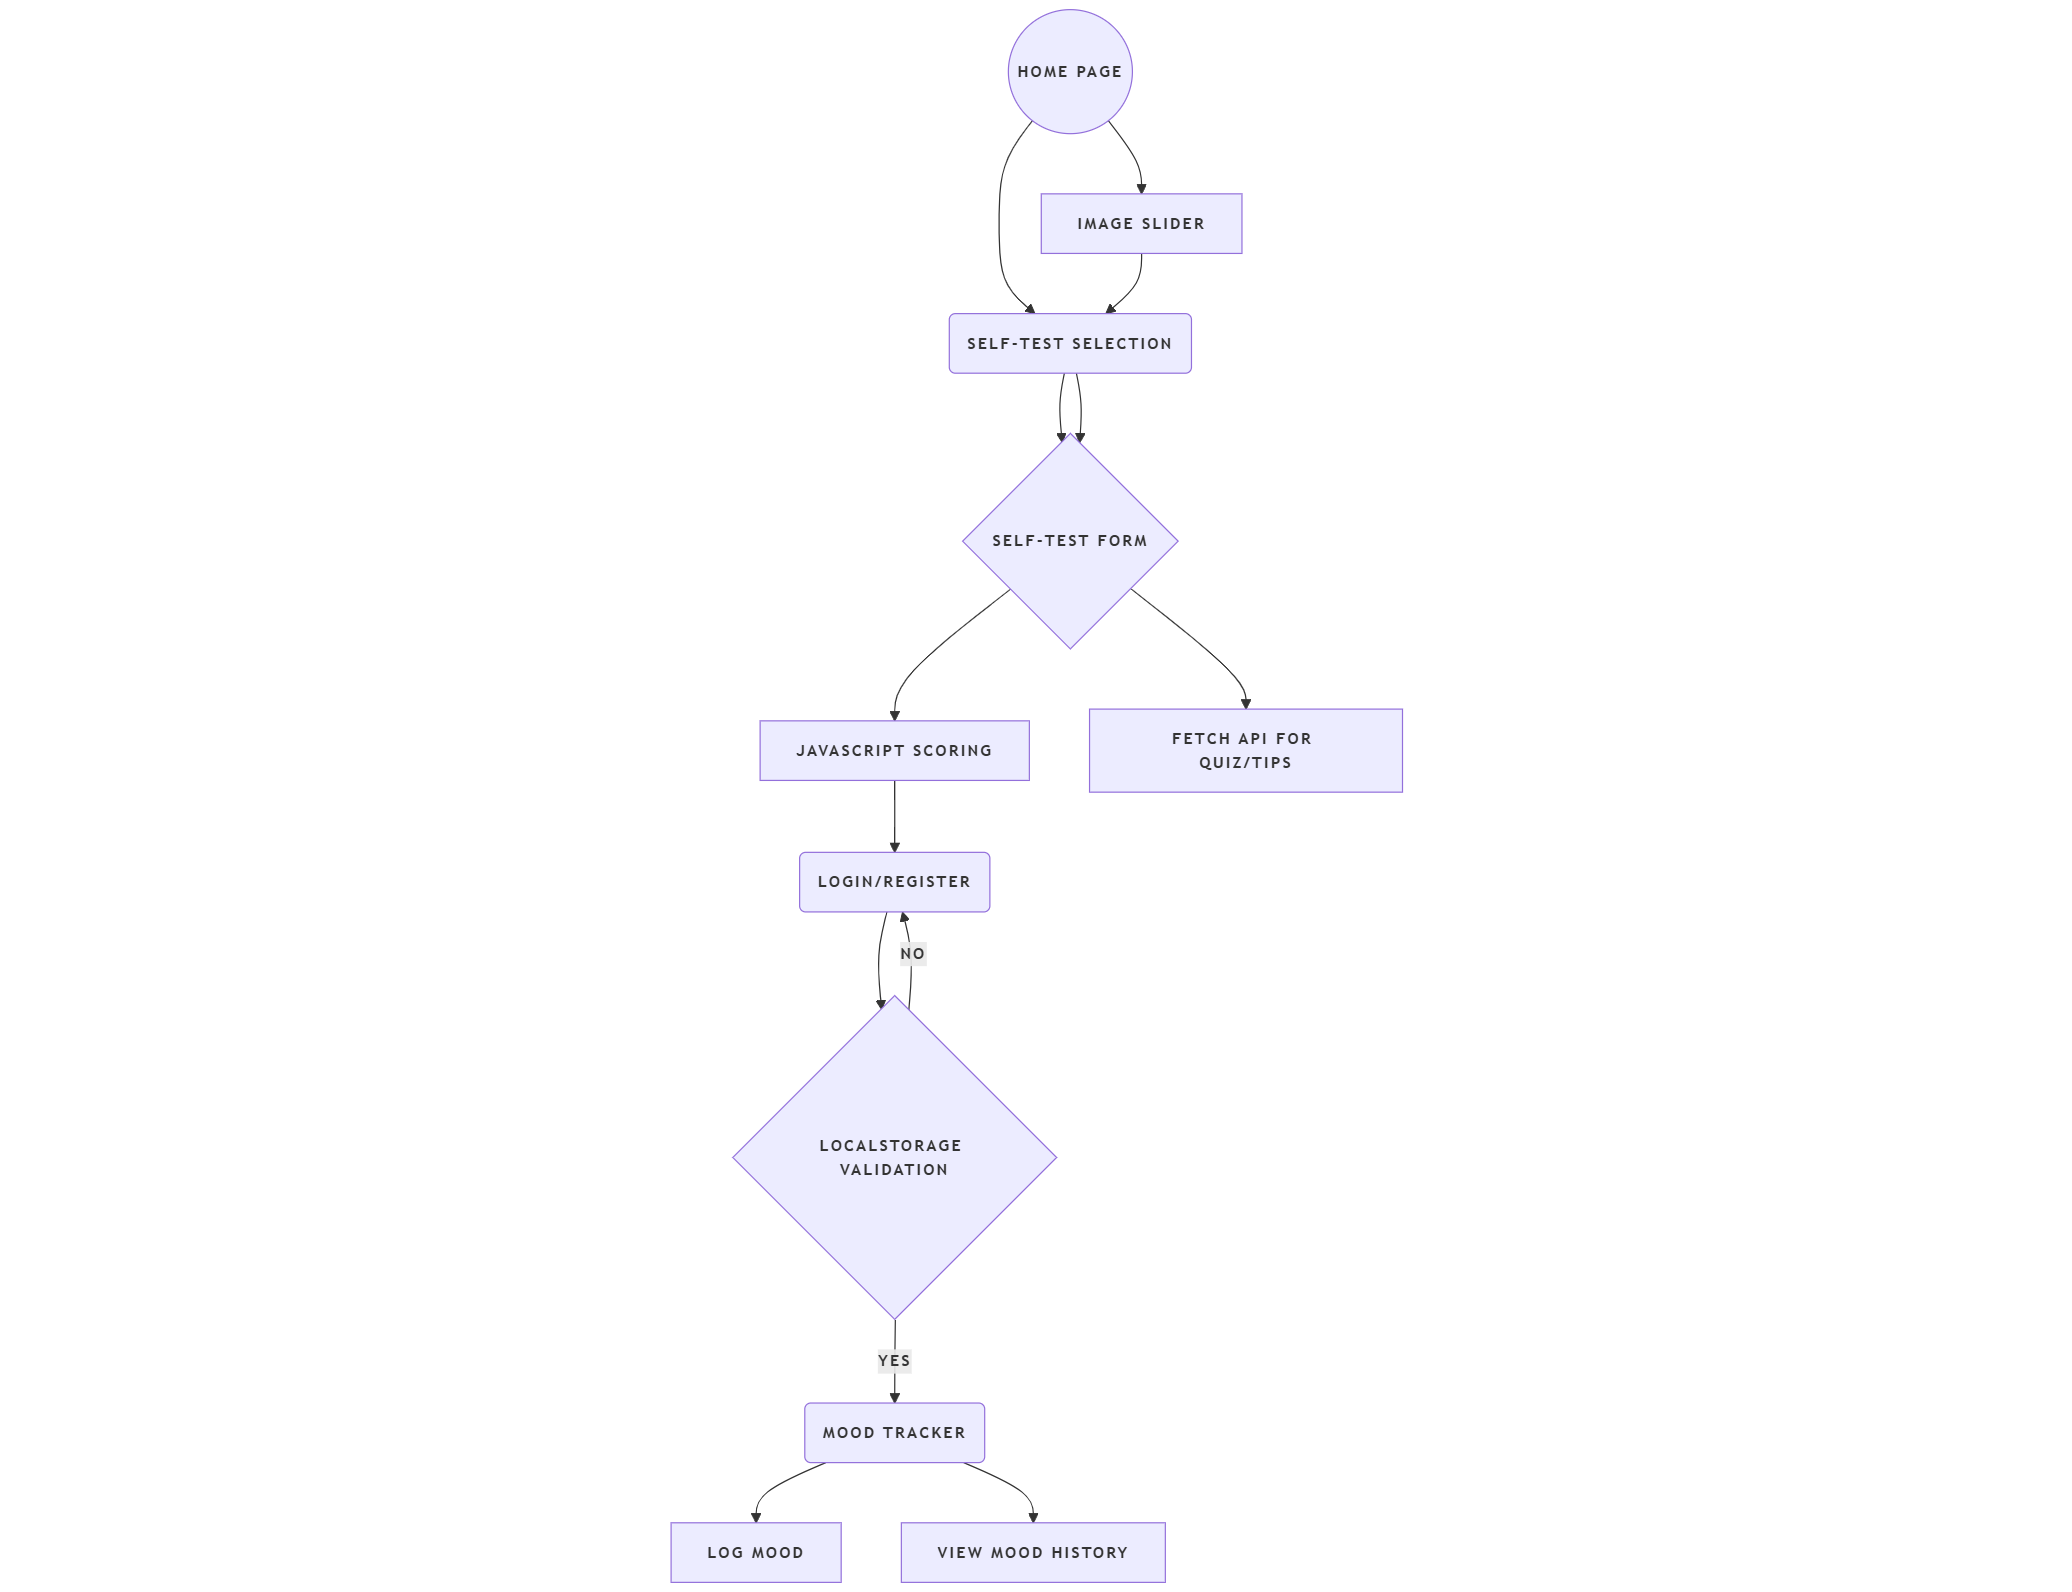 HOME PAGE
IMAGE SLIDER
SELF-TEST SELECTION
SELF-TEST FORM
JAVASCRIPT SCORING
FETCH API FOR
QUIZ/TIPS
LOGIN/REGISTER
NO
LOCALSTORAGE
VALIDATION
YES
MOOD TRACKER
LOG MOOD
VIEW MOOD HISTORY